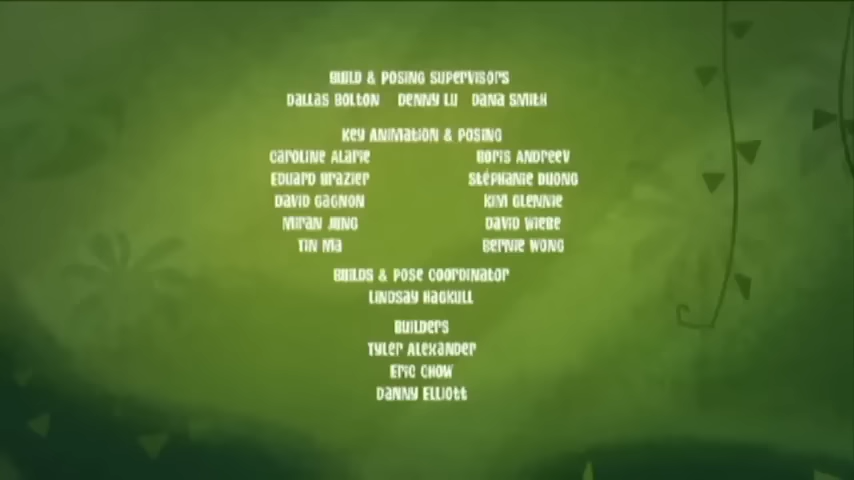 BUILD & POSING SUPERVISORS
DALLAS BOLTON DENNY LU DANA SMITH
KEY ANIMATION & POSING
CAROLINE ALARIE BORIS ANDREEV
EDUARD BRAZIER STÉPHANIE DUONG
DAVID GAGNON KIM GLENNIE
MIRAN JUNG DAVID WIEBE
TIN MA BERNIE WONG
BUILDS & POSE COORDINATOR
LINDSAY HAGKULL
BUILDERS
TYLER ALEXANDER
ERIC CHOW
DANNY ELLIOTT